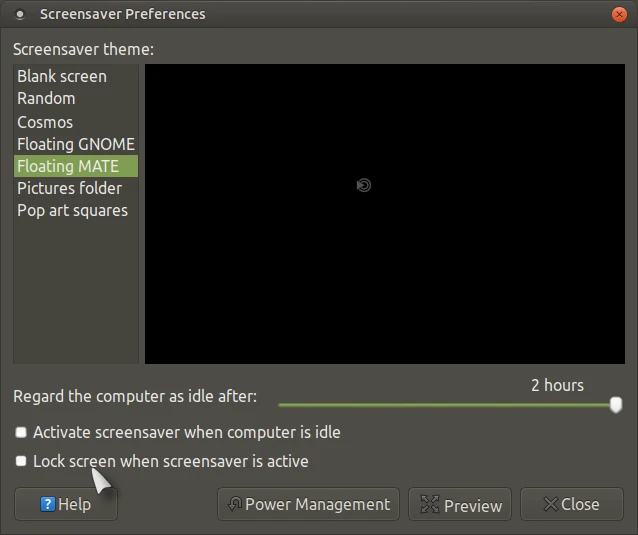 Screensaver Preferences
Screensaver theme:
Blank screen
Random
Cosmos
Floating GNOME
Floating MATE
Pictures folder
Pop art squares
2 hours
Regard the computer as idle after:
Activate screensaver when computer is idle
Lock screen when screensaver is active
Help
Power Management
Preview
Close